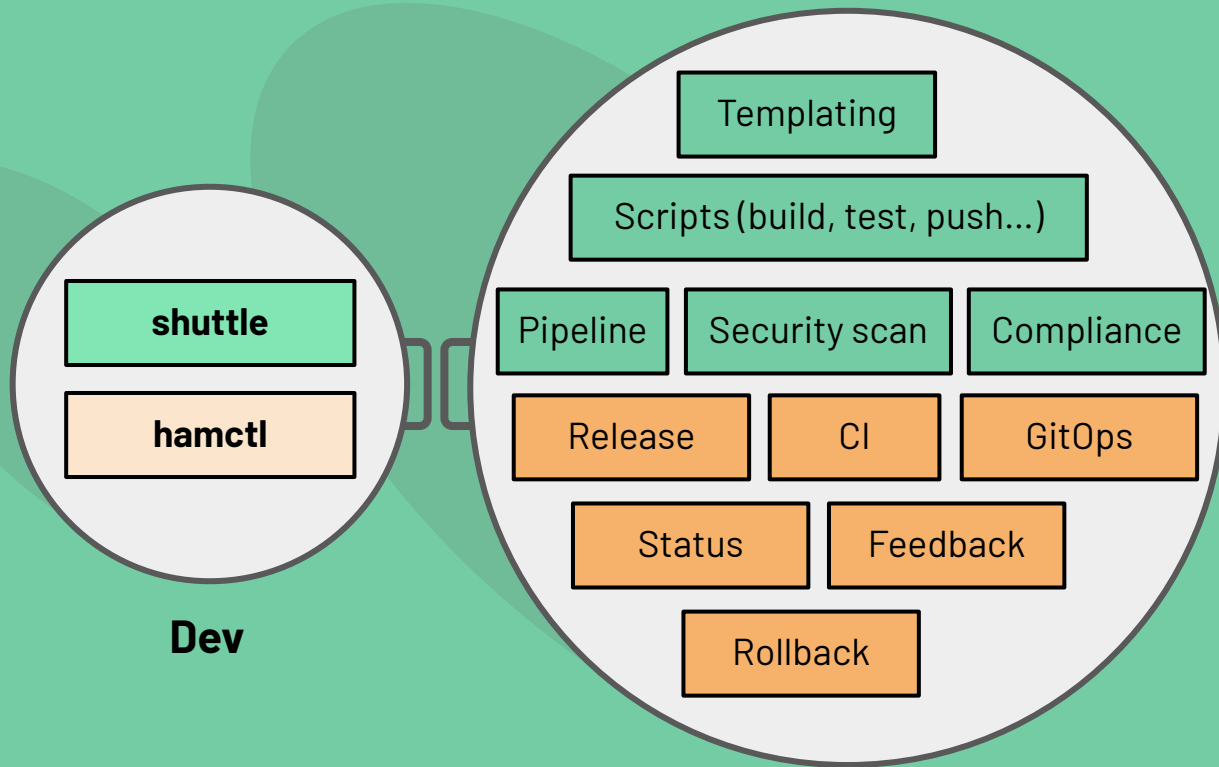 Templating
Scripts (build, test, push...)
Pipeline
Security scan
Compliance
Release
CI
GitOps
Status
Feedback
Rollback
shuttle
hamctl
Dev